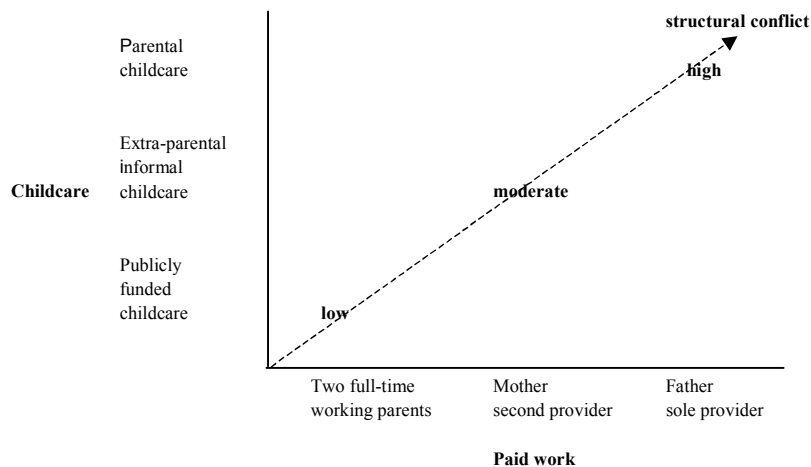 structural conflict
Parental
childcare
high
Extra-parental
informal
Childcare
childcare
moderate
Publicly
funded
childcare
low
Two full-time
working parents
Mother
second provider
Father
sole provider
Paid work